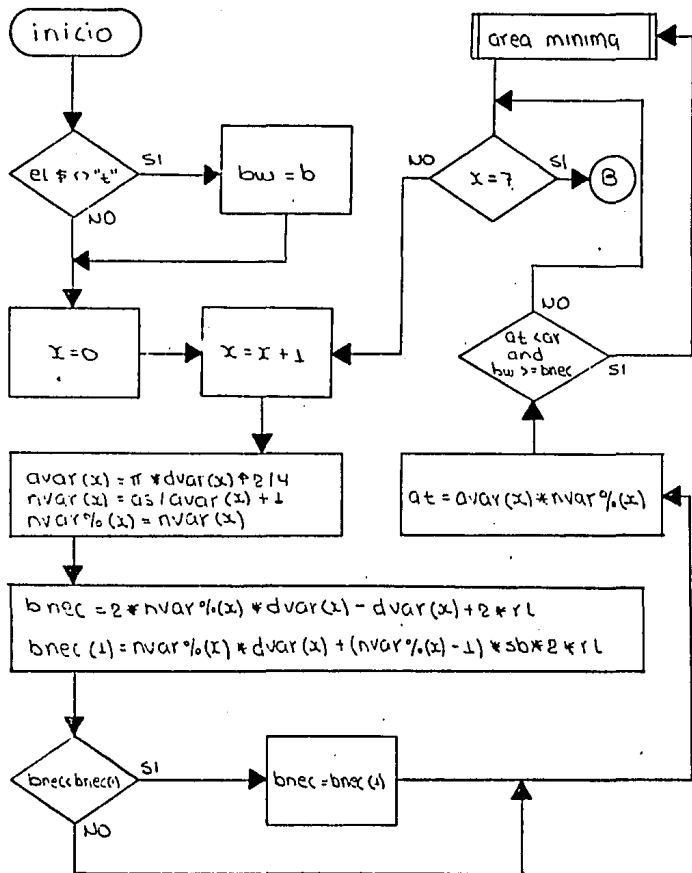 inicio
area minima
el $ <> "t"
SI
NO
bw = b
NO
x=7
SI
B
x=0
x = x + 1
NO
at <ar
and
bw >= bnec
SI
avar(x) = π * dvar(x) ↑ 2/4
nvar(x) = as / avar(x) + 1
nvar%(x) = nvar(x)
at = avar(x) * nvar%(x)
bnec = 2 * nvar%(x) * dvar(x) - dvar(x) + 2 * rl
bnec (1) = nvar%(x) * dvar(x) + (nvar%(x) - 1) * sb * 2 * rl
bnec<bnec(1)
SI
NO
bnec = bnec (1)